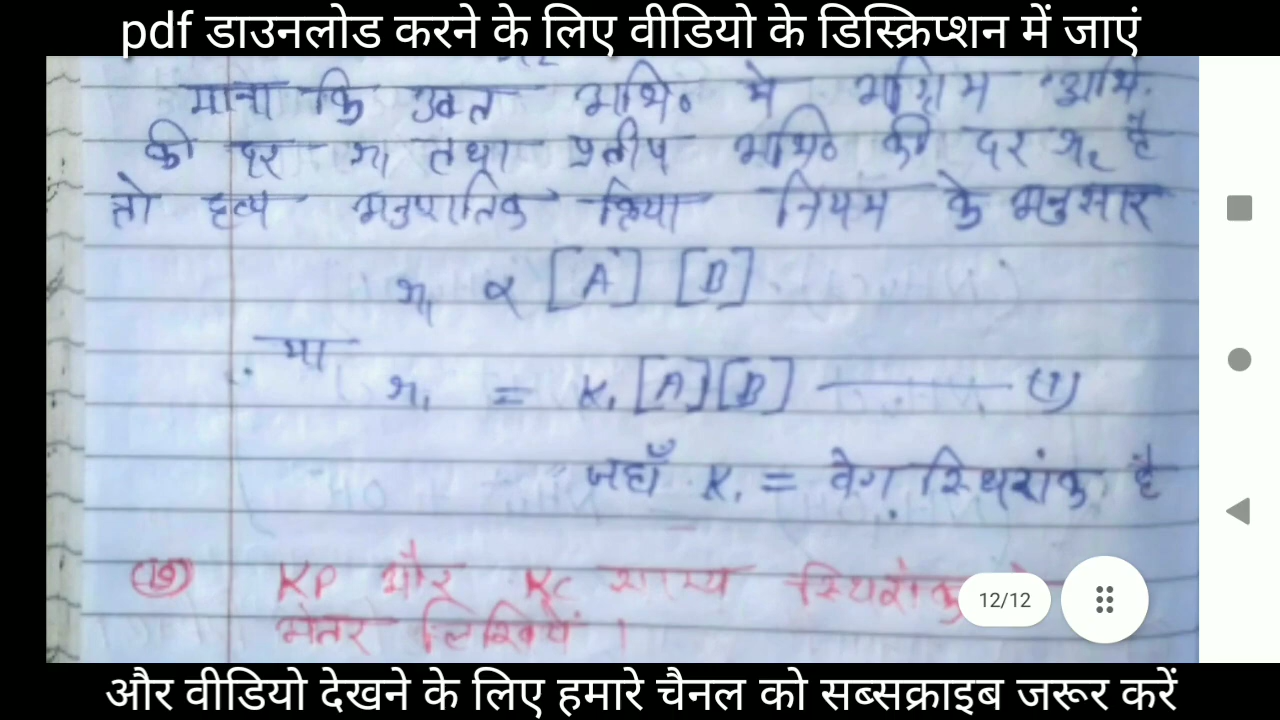 pdf डाउनलोड करने के लिए वीडियो के डिस्क्रिप्शन में जाएं
माना कि उक्त अभि० में अग्रिम अभि.
की दर r₁ तथा प्रतीप अभि० की दर r₂ है
तो द्रव्य अनुपातिक क्रिया नियम के अनुसार
r₁ ∝ [A] [B]
या
r₁ = K₁ [A][B] ——— (1)
जहाँ K₁ = वेग स्थिरांक है
(19) KP और Kc साम्य स्थिरांक
अंतर लिखिये ।
12/12
और वीडियो देखने के लिए हमारे चैनल को सब्सक्राइब जरूर करें